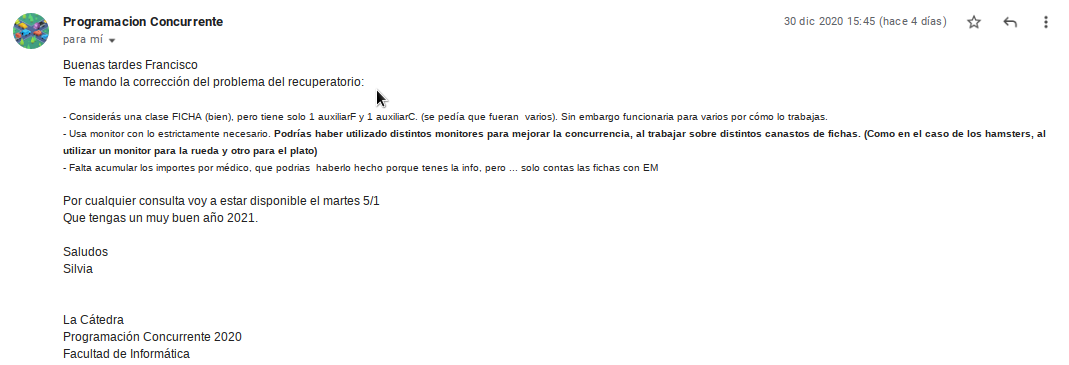 Programacion Concurrente
30 dic 2020 15:45 (hace 4 días)
para mí
Buenas tardes Francisco
Te mando la corrección del problema del recuperatorio:
- Considerás una clase FICHA (bien), pero tiene solo 1 auxiliarF y 1 auxiliarC. (se pedía que fueran  varios). Sin embargo funcionaria para varios por cómo lo trabajas.
- Usa monitor con lo estrictamente necesario. Podrías haber utilizado distintos monitores para mejorar la concurrencia, al trabajar sobre distintos canastos de fichas. (Como en el caso de los hamsters, al
utilizar un monitor para la rueda y otro para el plato)
- Falta acumular los importes por médico, que podrias  haberlo hecho porque tenes la info, pero ... solo contas las fichas con EM
Por cualquier consulta voy a estar disponible el martes 5/1
Que tengas un muy buen año 2021.
Saludos
Silvia
La Cátedra
Programación Concurrente 2020
Facultad de Informática